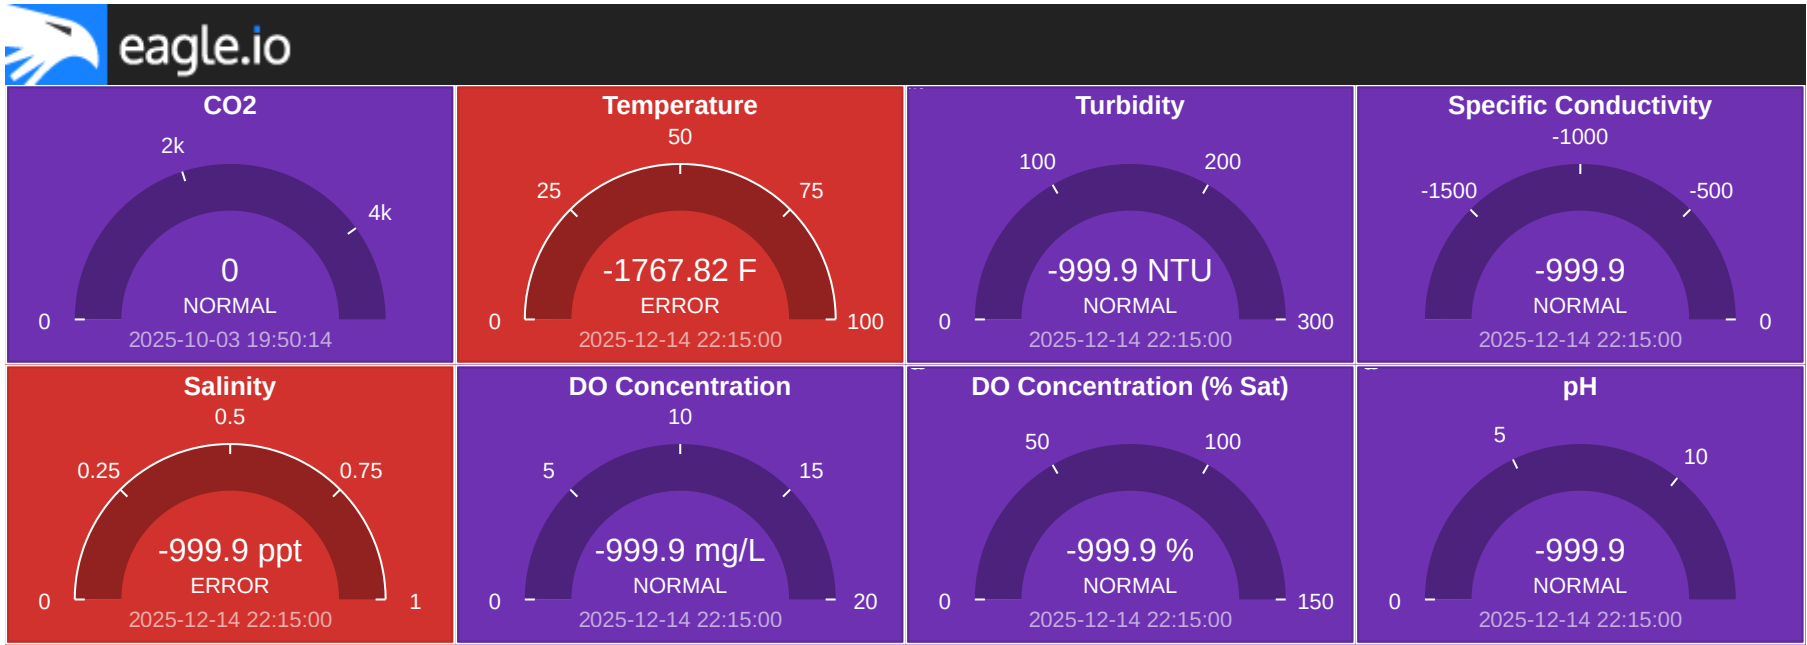 eagle.io
CO2
2k
4k
0
0
NORMAL
2025-10-03 19:50:14
Temperature
50
25
75
-1767.82 F
ERROR
0
100
2025-12-14 22:15:00
Turbidity
100
200
-999.9 NTU
NORMAL
0
300
2025-12-14 22:15:00
Specific Conductivity
-1000
-1500
-500
-999.9
NORMAL
0
2025-12-14 22:15:00
Salinity
0.5
0.25
0.75
-999.9 ppt
ERROR
0
1
2025-12-14 22:15:00
DO Concentration
10
5
15
-999.9 mg/L
NORMAL
0
20
2025-12-14 22:15:00
DO Concentration (% Sat)
50
100
-999.9 %
NORMAL
0
150
2025-12-14 22:15:00
pH
5
10
-999.9
NORMAL
0
2025-12-14 22:15:00